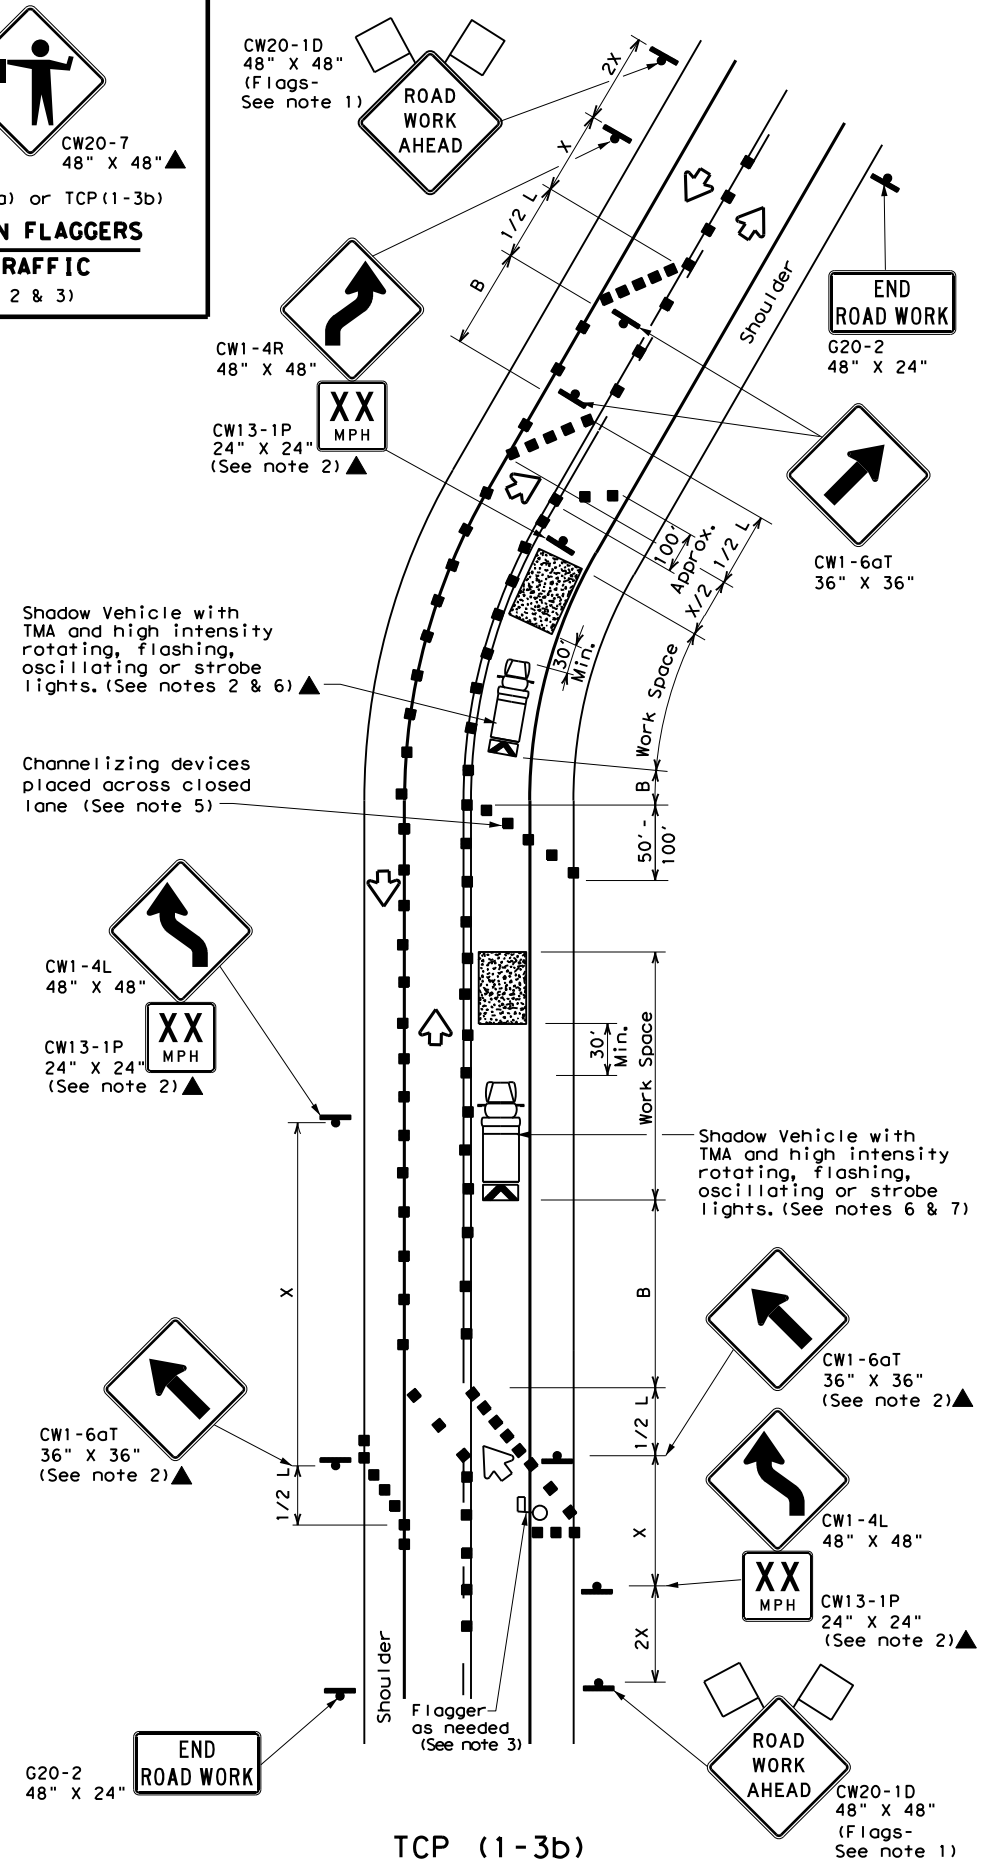 CW20-7
48" X 48"
a) or TCP(1-3b)
N FLAGGERS
RAFFIC
2 & 3)
CW20-1D
48" X 48"
(Flags-
See note 1)
ROAD
WORK
AHEAD
2X
X
1/2 L
B
CW1-4R
48" X 48"
XX
MPH
CW13-1P
24" X 24"
(See note 2)
Shoulder
END
ROAD WORK
G20-2
48" X 24"
CW1-6aT
36" X 36"
100'
Approx.
1/2 L
X/2
30'
Min.
Work Space
B
50' -
100'
Shadow Vehicle with
TMA and high intensity
rotating, flashing,
oscillating or strobe
lights. (See notes 2 & 6)
Channelizing devices
placed across closed
lane (See note 5)
CW1-4L
48" X 48"
XX
MPH
CW13-1P
24" X 24"
(See note 2)
30'
Min.
Work Space
Shadow Vehicle with
TMA and high intensity
rotating, flashing,
oscillating or strobe
lights. (See notes 6 & 7)
X
B
CW1-6aT
36" X 36"
(See note 2)
1/2 L
CW1-6aT
36" X 36"
(See note 2)
1/2 L
X
CW1-4L
48" X 48"
XX
MPH
CW13-1P
24" X 24"
(See note 2)
2X
Shoulder
Flagger
as needed
(See note 3)
END
ROAD WORK
G20-2
48" X 24"
ROAD
WORK
AHEAD
CW20-1D
48" X 48"
(Flags-
See note 1)
TCP (1-3b)